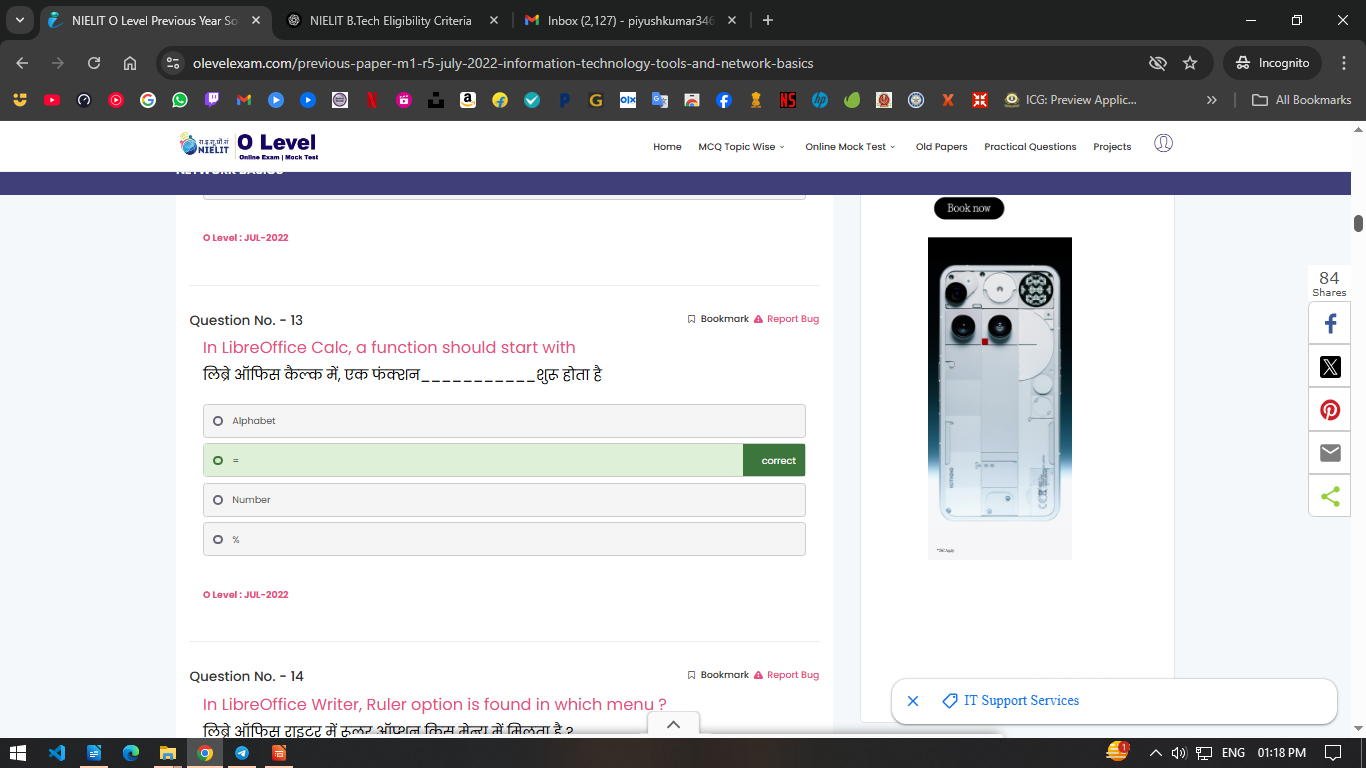 NIELIT O Level Previous Year So
NIELIT B.Tech Eligibility Criteria
Inbox (2,127) - piyushkumar346
olevelexam.com/previous-paper-m1-r5-july-2022-information-technology-tools-and-network-basics
Incognito
ICG: Preview Applic...
All Bookmarks
रा.इ.सू.प्रौ.सं
NIELIT
O Level
Online Exam | Mock Test
Home
MCQ Topic Wise
Online Mock Test
Old Papers
Practical Questions
Projects
NETWORK BASICS
Book now
O Level : JUL-2022
84
Shares
Question No. - 13
Bookmark
Report Bug
In LibreOffice Calc, a function should start with
लिब्रे ऑफिस कैल्क में, एक फंक्शन___________शुरू होता है
Alphabet
=
correct
Number
%
O Level : JUL-2022
Question No. - 14
Bookmark
Report Bug
In LibreOffice Writer, Ruler option is found in which menu ?
लिब्रे ऑफिस राइटर में रूलर ऑप्शन किस मेन्यू में मिलता है ?
IT Support Services
1
ENG
01:18 PM